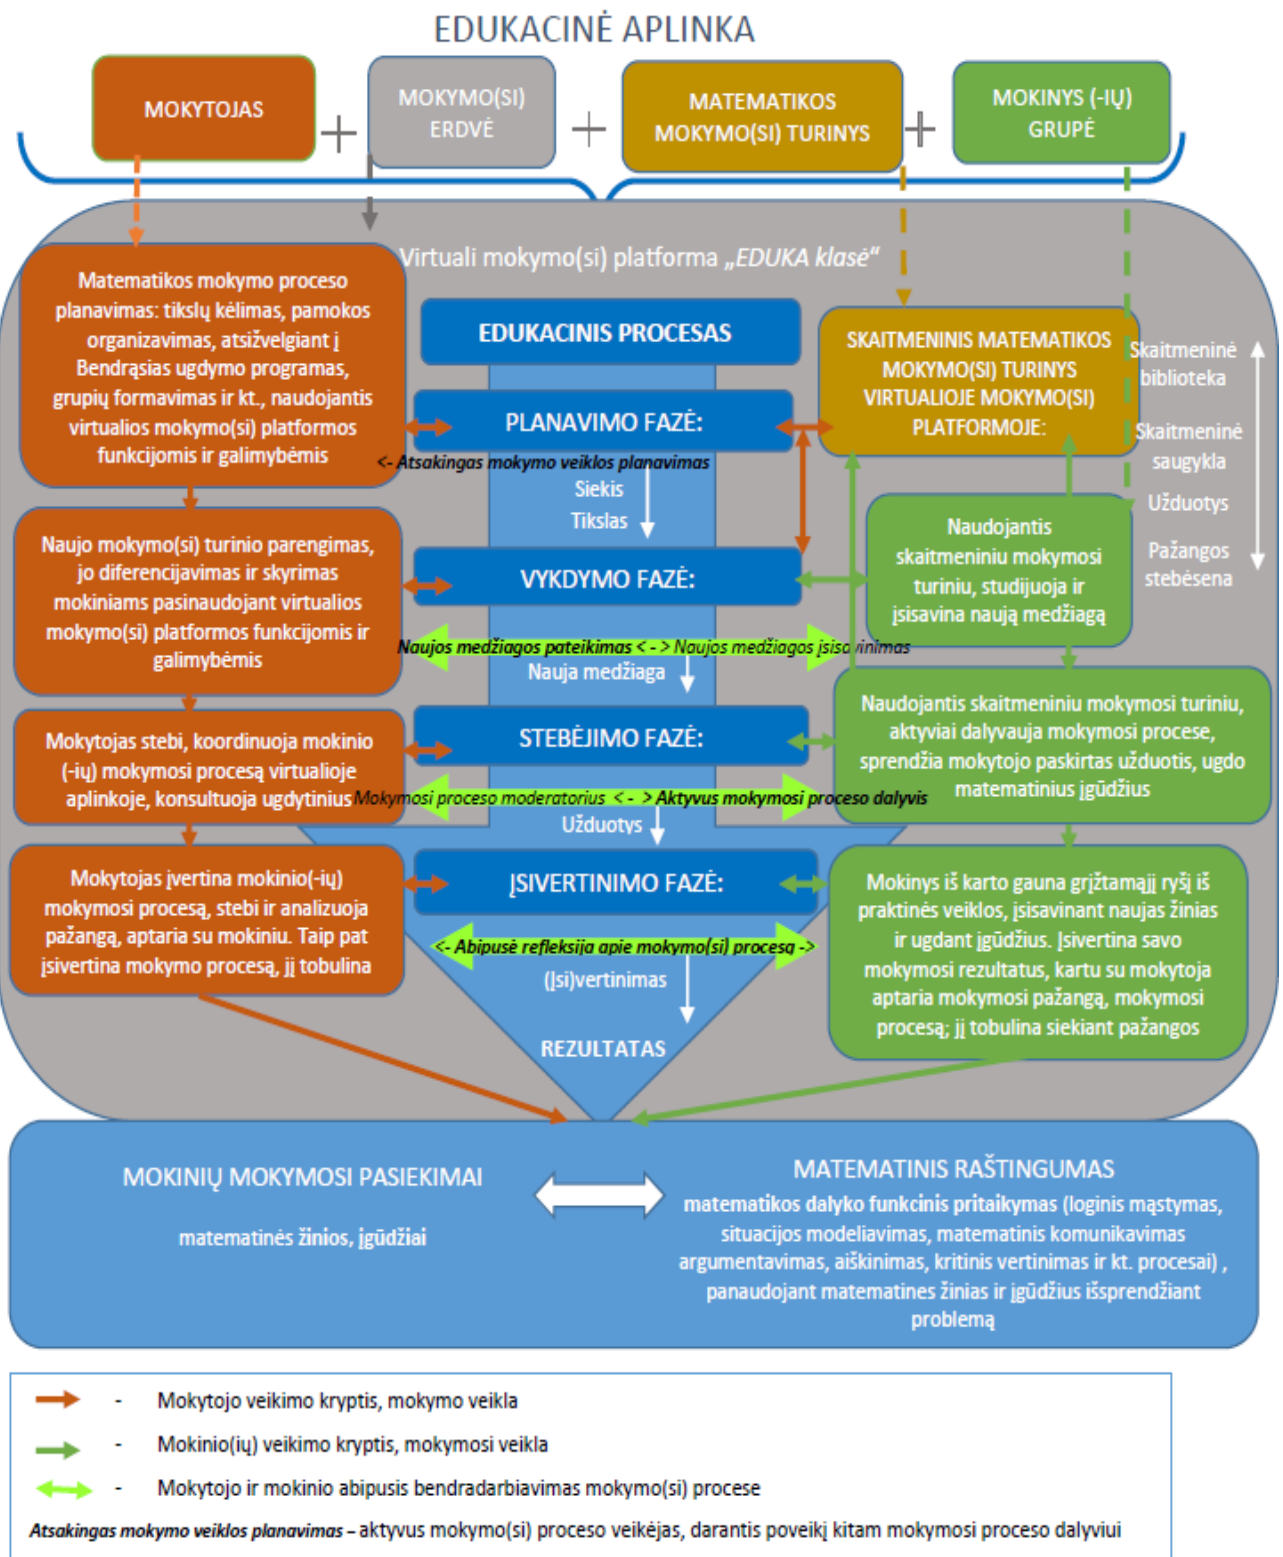 EDUKACINĖ APLINKA
MOKYTOJAS
MOKYMO(SI)
ERDVĖ
MATEMATIKOS
MOKYMO(SI) TURINYS
MOKINYS (-IŲ)
GRUPĖ
Virtuali mokymo(si) platforma „EDUKA klasė“
Matematikos mokymo proceso
planavimas: tikslų kėlimas, pamokos
organizavimas, atsižvelgiant į
Bendrąsias ugdymo programas,
grupių formavimas ir kt., naudojantis
virtualios mokymo(si) platformos
funkcijomis ir galimybėmis
EDUKACINIS PROCESAS
PLANAVIMO FAZĖ:
<- Atsakingas mokymo veiklos planavimas
Siekis
Tikslas
SKAITMENINIS MATEMATIKOS
MOKYMO(SI) TURINYS
VIRTUALIOJE MOKYMO(SI)
PLATFORMOJE:
Skaitmeninė
biblioteka
Skaitmeninė
saugykla
Užduotys
Pažangos
stebėsena
Naujo mokymo(si) turinio parengimas,
jo diferencijavimas ir skyrimas
mokiniams pasinaudojant virtualios
mokymo(si) platformos funkcijomis ir
galimybėmis
VYKDYMO FAZĖ:
Naudojantis
skaitmeniniu mokymosi
turiniu, studijuoja ir
įsisavina naują medžiagą
Naujos medžiagos pateikimas < - > Naujos medžiagos įsisavinimas
Nauja medžiaga
Mokytojas stebi, koordinuoja mokinio
(-ių) mokymosi procesą virtualioje
aplinkoje, konsultuoja ugdytinius
STEBĖJIMO FAZĖ:
Naudojantis skaitmeniniu mokymosi turiniu,
aktyviai dalyvauja mokymosi procese,
sprendžia mokytojo paskirtas užduotis, ugdo
matematinius įgūdžius
Mokymosi proceso moderatorius < - > Aktyvus mokymosi proceso dalyvis
Užduotys
Mokytojas įvertina mokinio(-ių)
mokymosi procesą, stebi ir analizuoja
pažangą, aptaria su mokiniu. Taip pat
įsivertina mokymo procesą, jį tobulina
ĮSIVERTINIMO FAZĖ:
Mokinys iš karto gauna grįžtamąjį ryšį iš
praktinės veiklos, įsisavinant naujas žinias
ir ugdant įgūdžius. Įsivertina savo
mokymosi rezultatus, kartu su mokytoja
aptaria mokymosi pažangą, mokymosi
procesą; jį tobulina siekiant pažangos
<- Abipusė refleksija apie mokymo(si) procesą ->
(Įsi)vertinimas
REZULTATAS
MOKINIŲ MOKYMOSI PASIEKIMAI
matematinės žinios, įgūdžiai
MATEMATINIS RAŠTINGUMAS
matematikos dalyko funkcinis pritaikymas (loginis mąstymas,
situacijos modeliavimas, matematinis komunikavimas
argumentavimas, aiškinimas, kritinis vertinimas ir kt. procesai) ,
panaudojant matematines žinias ir įgūdžius išsprendžiant
problemą
- Mokytojo veikimo kryptis, mokymo veikla
- Mokinio(ių) veikimo kryptis, mokymosi veikla
- Mokytojo ir mokinio abipusis bendradarbiavimas mokymo(si) procese
Atsakingas mokymo veiklos planavimas – aktyvus mokymo(si) proceso veikėjas, darantis poveikį kitam mokymosi proceso dalyviui